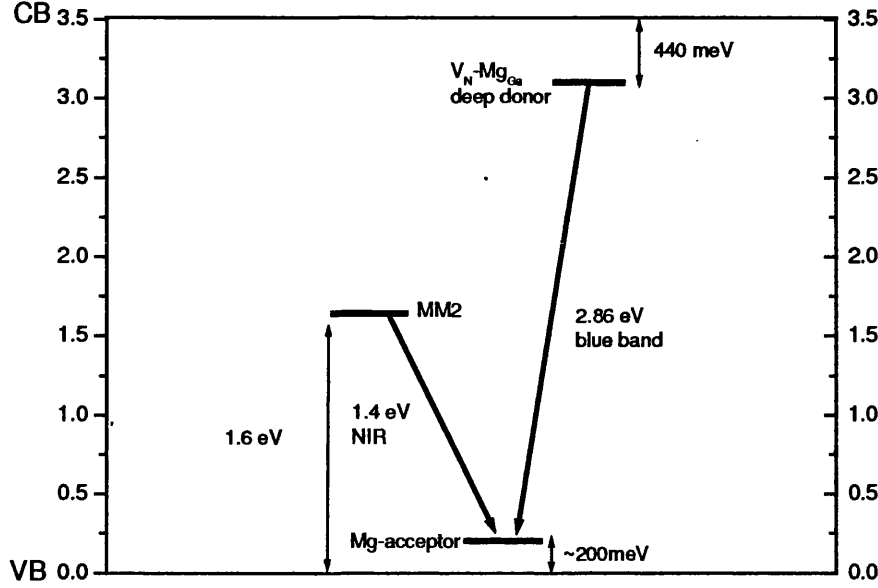 CB 3.5
3.5
440 meV
V_N-Mg_Ga
deep donor
3.0
3.0
2.5
2.5
2.0
2.0
MM2
1.5
1.5
2.86 eV
blue band
1.0
1.0
1.6 eV
1.4 eV
NIR
0.5
0.5
Mg-acceptor
~200meV
VB 0.0
0.0